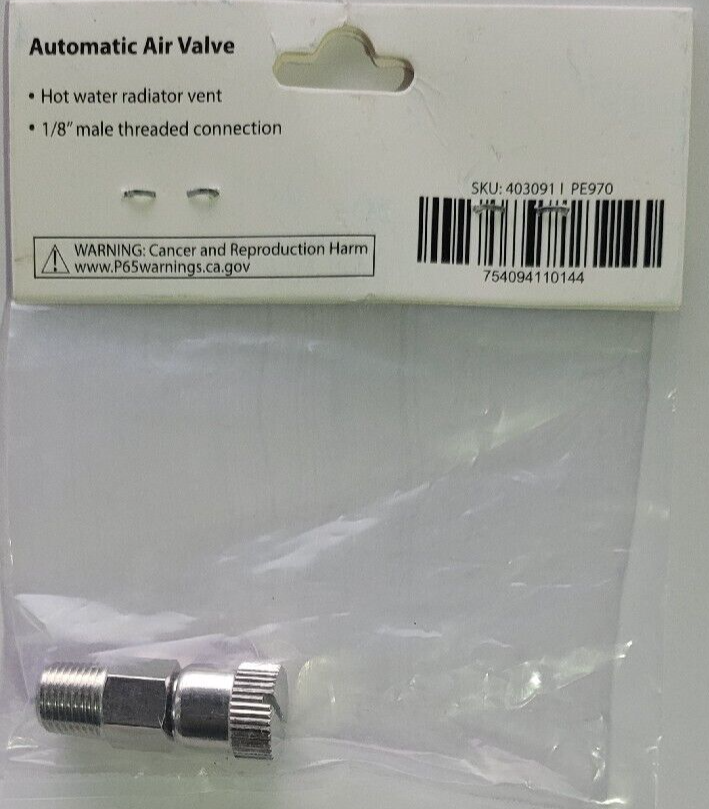 Automatic Air Valve
• Hot water radiator vent
• 1/8" male threaded connection
SKU: 403091 | PE970
754094110144
WARNING: Cancer and Reproduction Harm
www.P65warnings.ca.gov